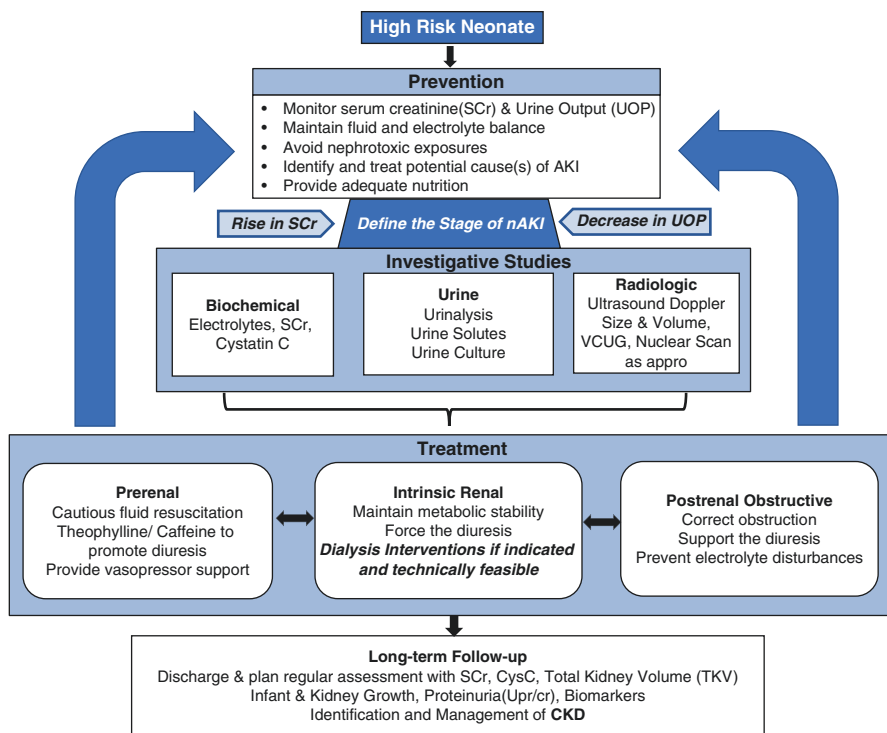 High Risk Neonate
Prevention
• Monitor serum creatinine(SCr) & Urine Output (UOP)
• Maintain fluid and electrolyte balance
• Avoid nephrotoxic exposures
• Identify and treat potential cause(s) of AKI
• Provide adequate nutrition
Rise in SCr
Define the Stage of nAKI
Decrease in UOP
Investigative Studies
Biochemical
Electrolytes, SCr,
Cystatin C
Urine
Urinalysis
Urine Solutes
Urine Culture
Radiologic
Ultrasound Doppler
Size & Volume,
VCUG, Nuclear Scan
as appro
Treatment
Prerenal
Cautious fluid resuscitation
Theophylline/ Caffeine to
promote diuresis
Provide vasopressor support
Intrinsic Renal
Maintain metabolic stability
Force the diuresis
Dialysis Interventions if indicated
and technically feasible
Postrenal Obstructive
Correct obstruction
Support the diuresis
Prevent electrolyte disturbances
Long-term Follow-up
Discharge & plan regular assessment with SCr, CysC, Total Kidney Volume (TKV)
Infant & Kidney Growth, Proteinuria(Upr/cr), Biomarkers
Identification and Management of CKD